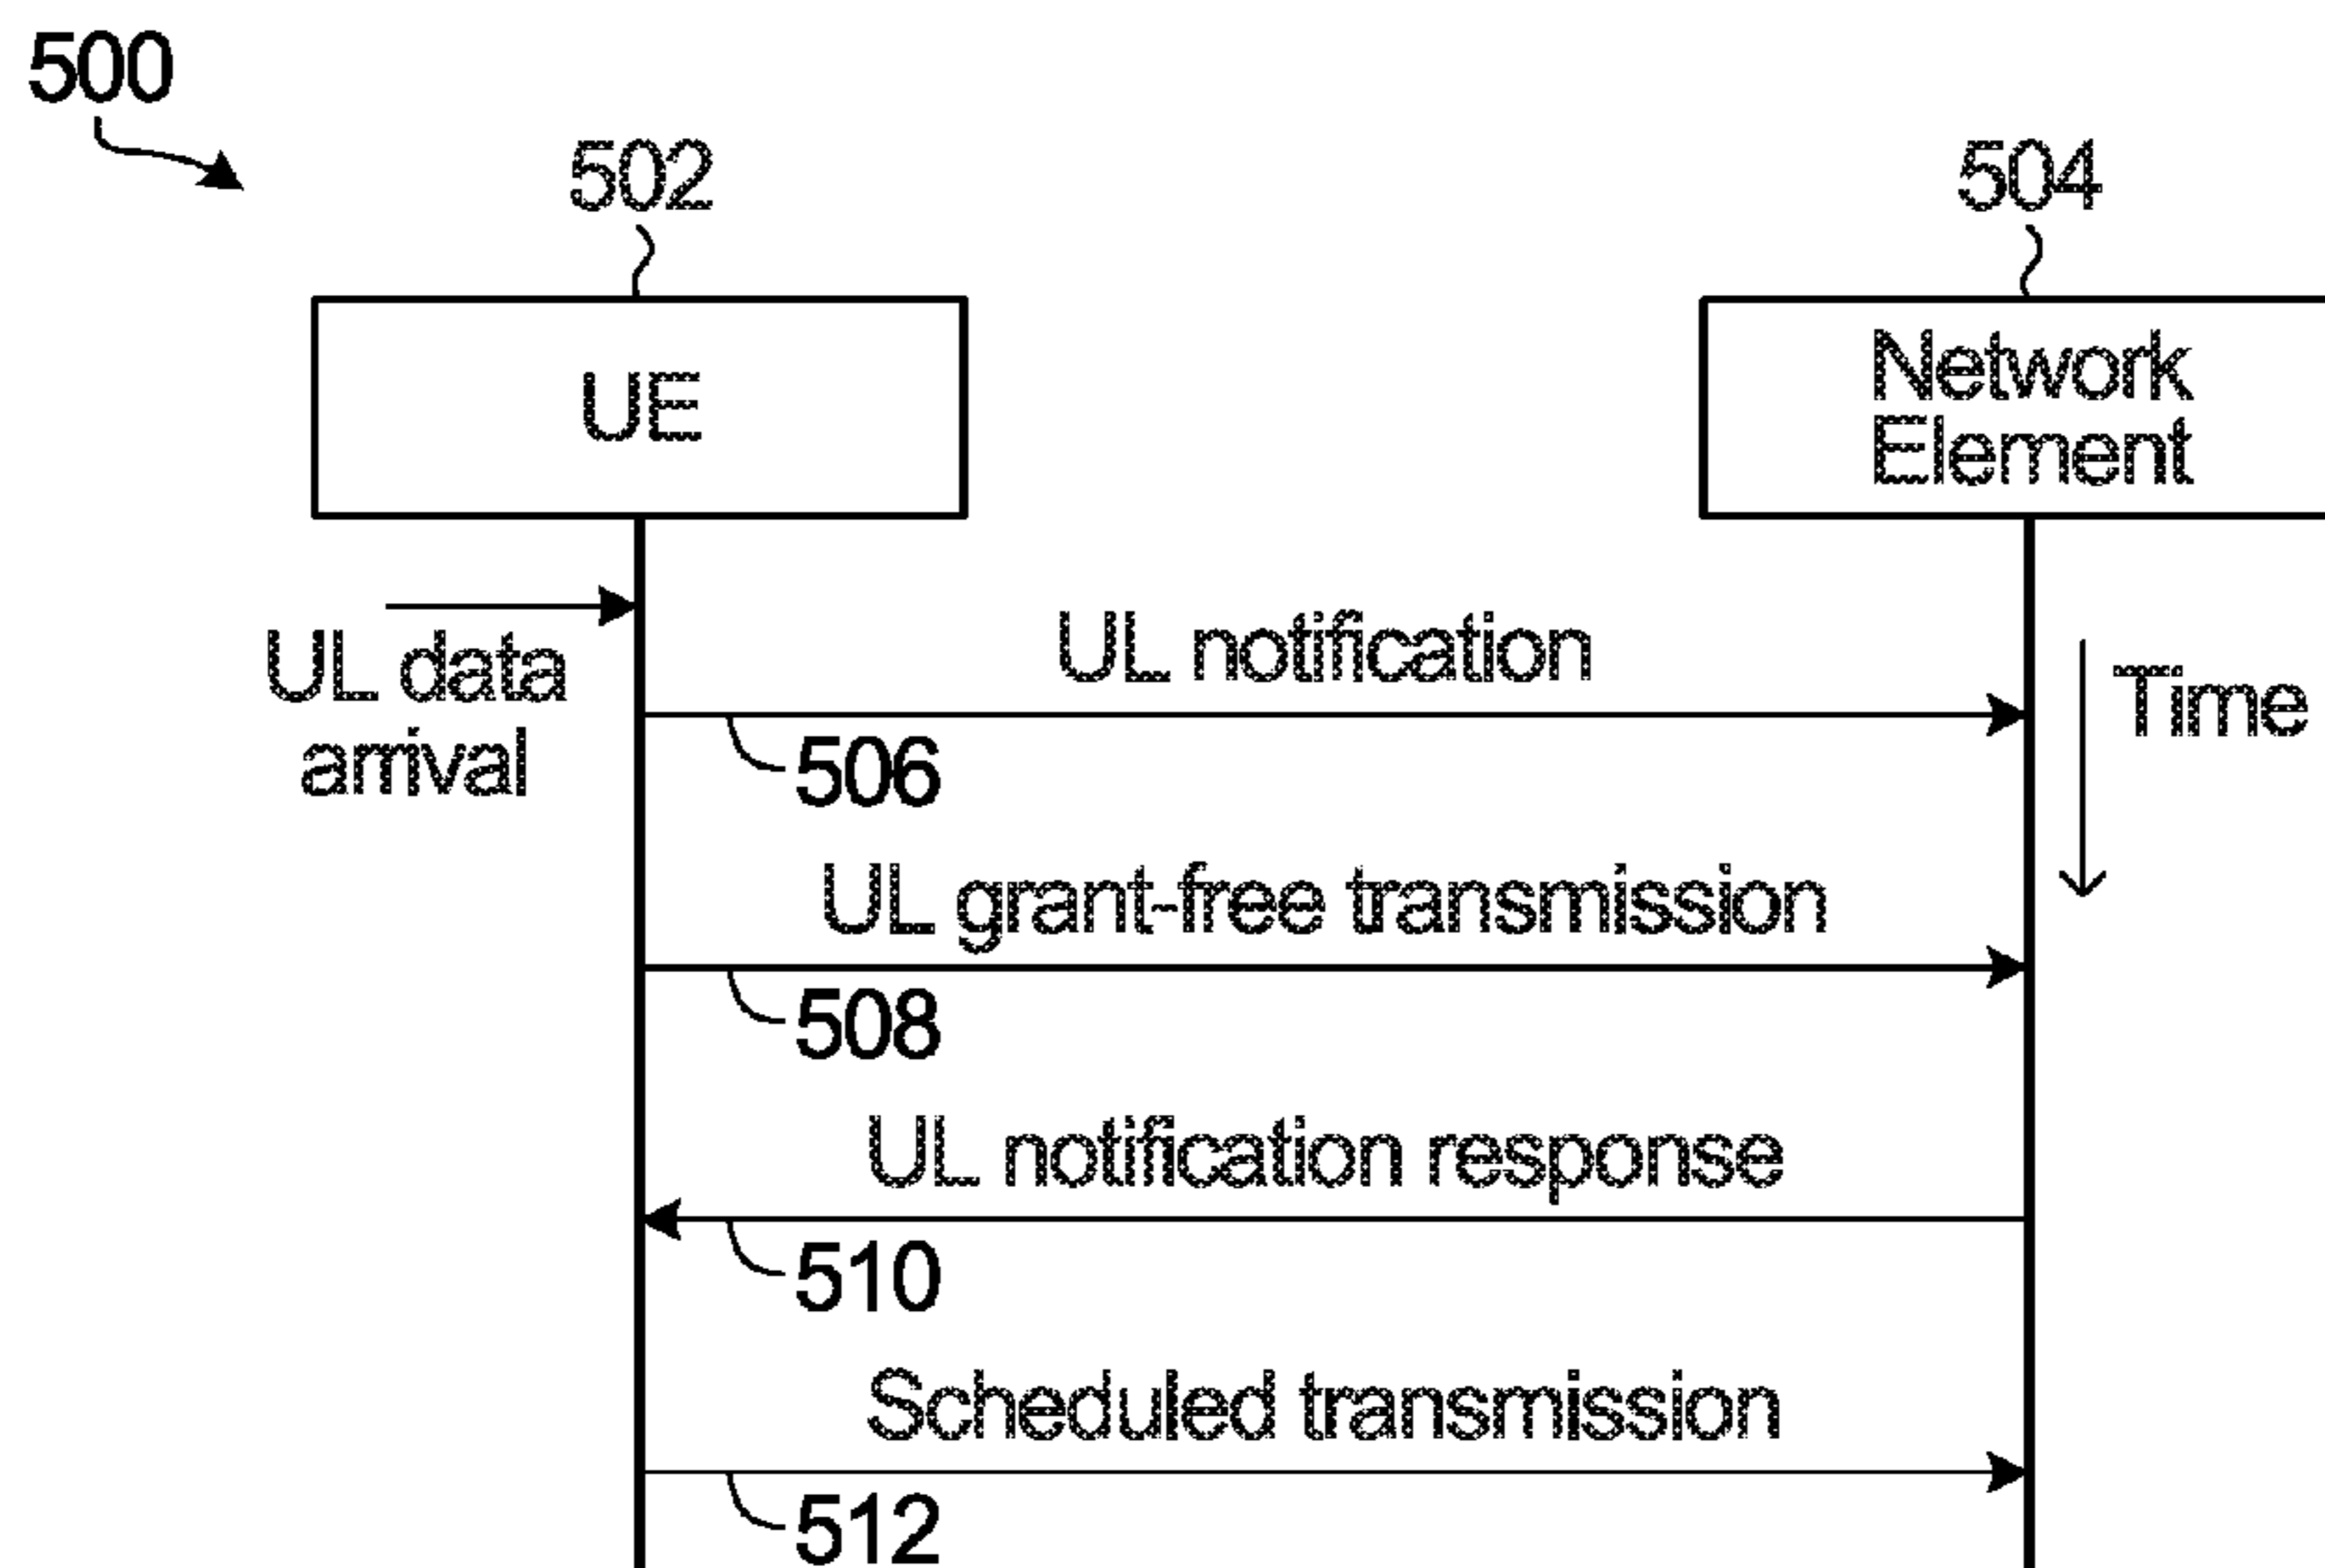 500
502
504
UE
Network
Element
UL data
arrival
UL notification
Time
506
UL grant-free transmission
508
UL notification response
510
Scheduled transmission
512